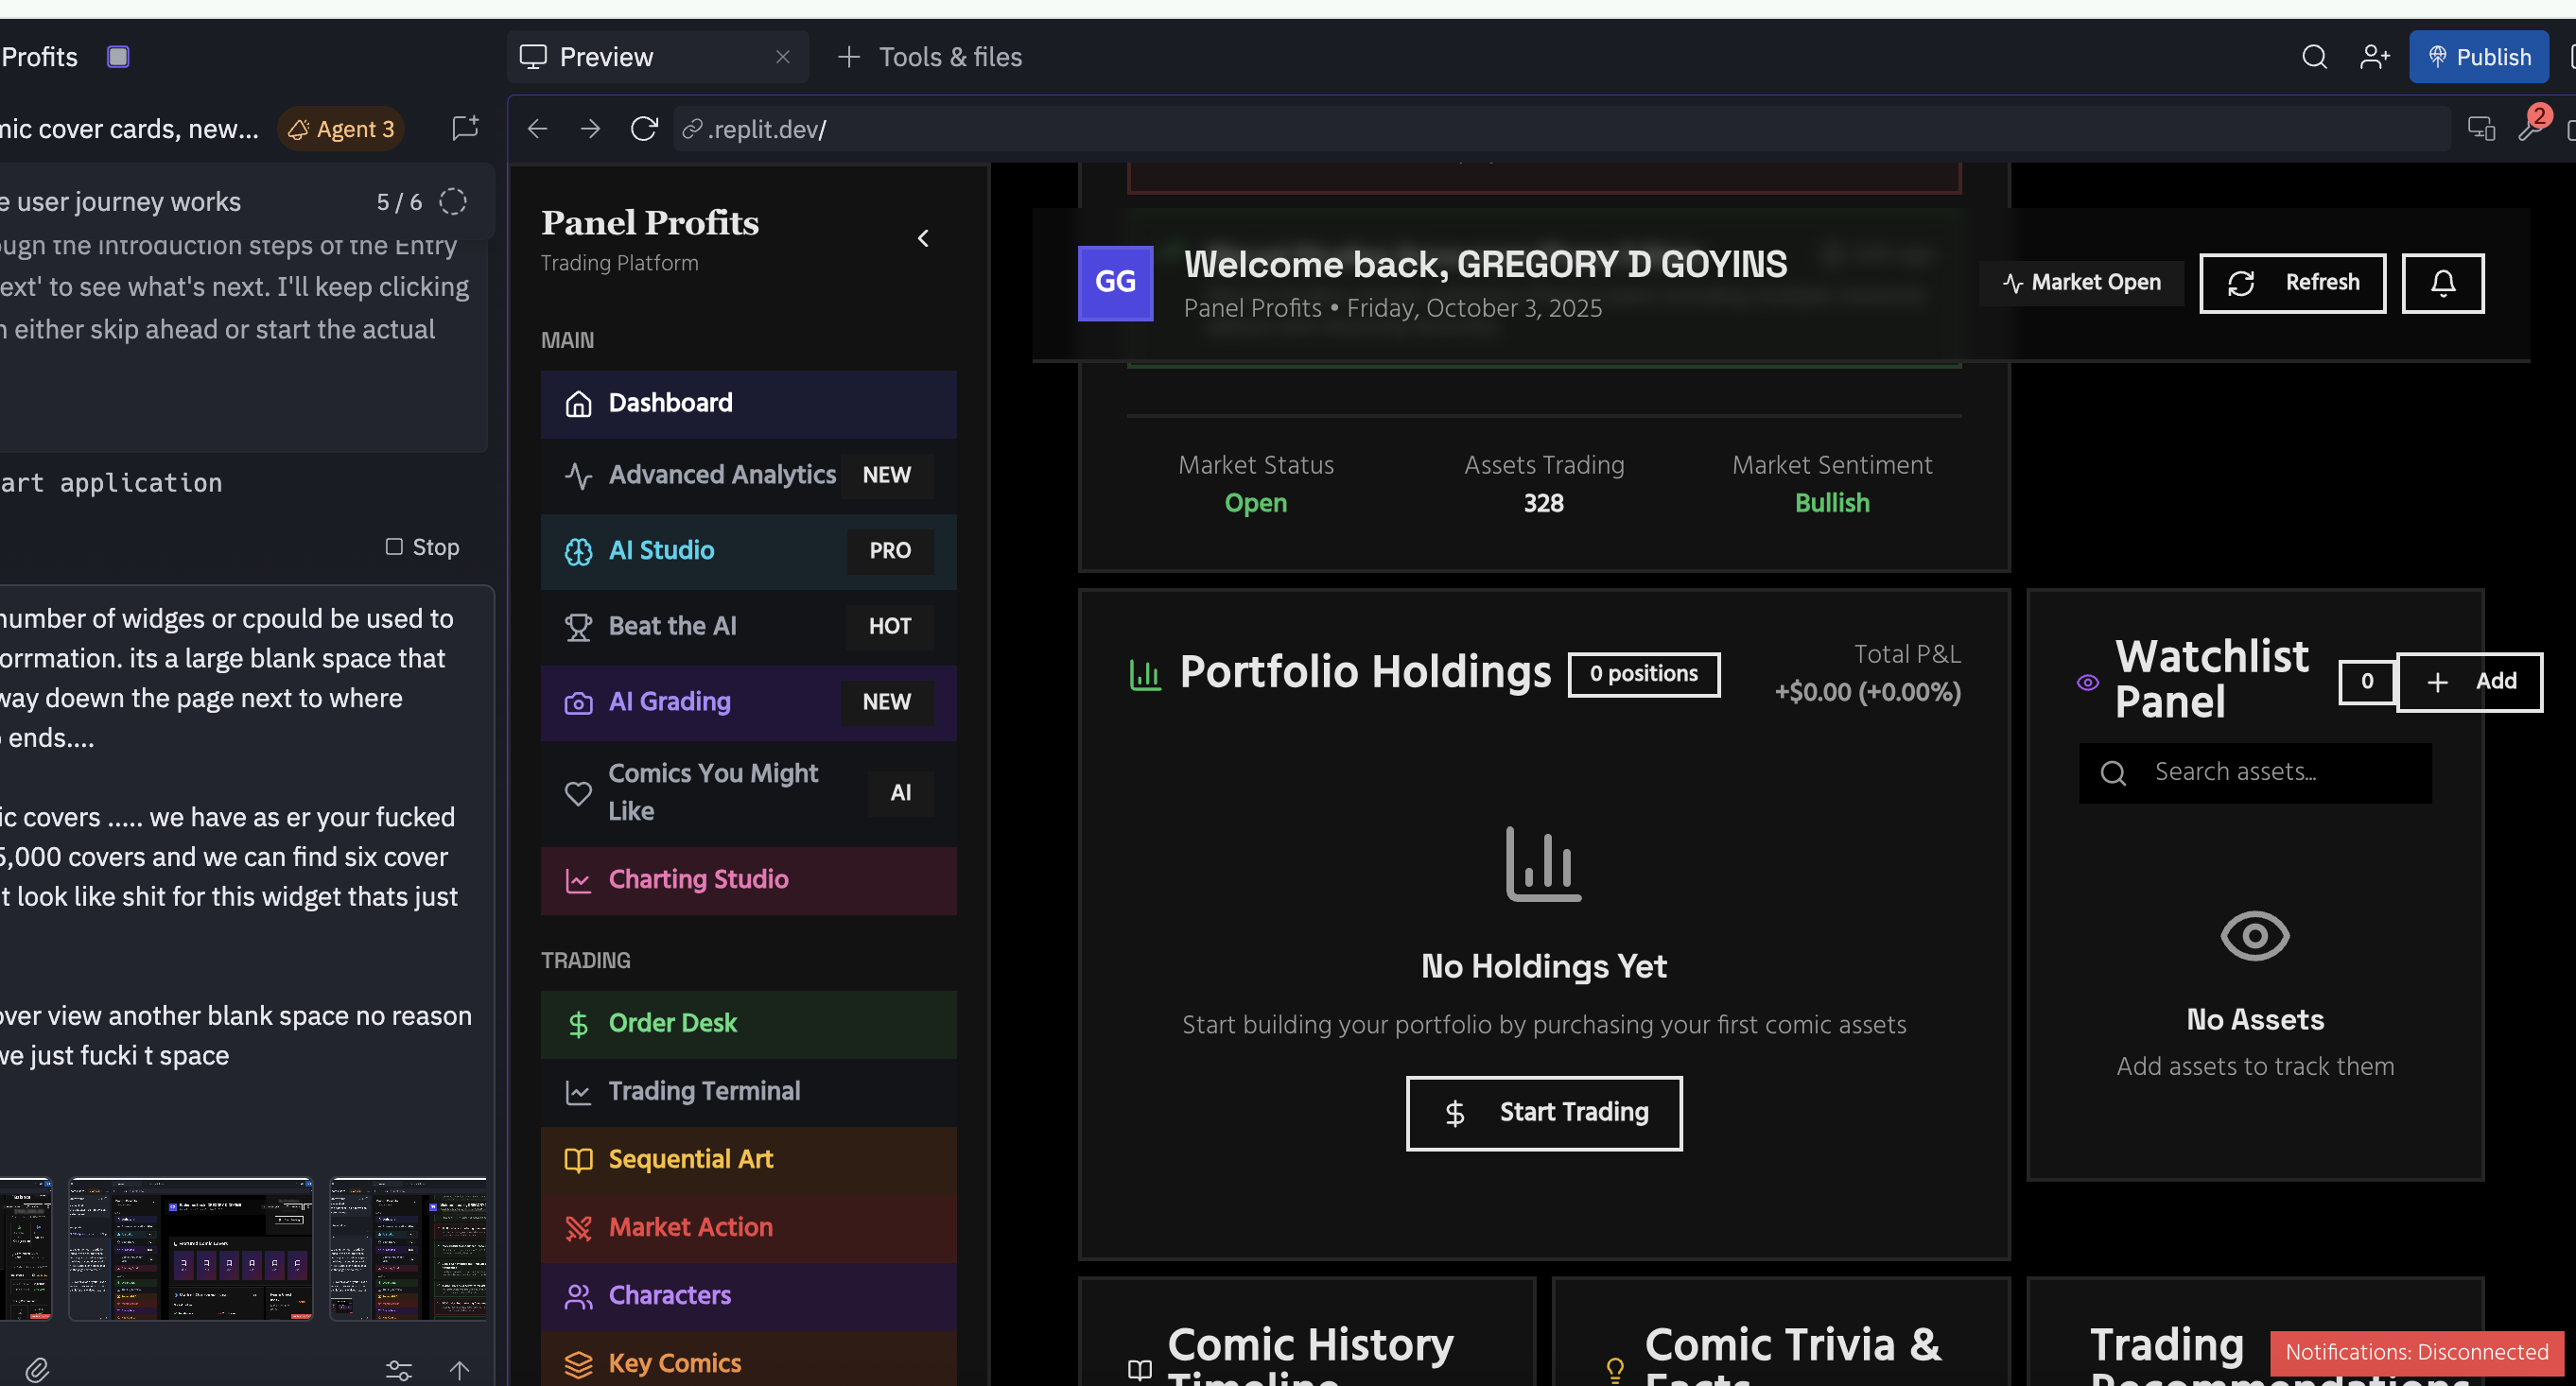 Profits
Preview
Tools & files
Publish
mic cover cards, new...
Agent 3
.replit.dev/
2
e user journey works
5 / 6
ough the introduction steps of the Entry
ext' to see what's next. I'll keep clicking
n either skip ahead or start the actual
art application
Stop
number of widges or cpould be used to
orrmation. its a large blank space that
way doewn the page next to where
ends....
ic covers ..... we have as er your fucked
5,000 covers and we can find six cover
t look like shit for this widget thats just
over view another blank space no reason
ve just fucki t space
Panel Profits
Trading Platform
MAIN
Dashboard
Advanced Analytics
NEW
AI Studio
PRO
Beat the AI
HOT
AI Grading
NEW
Comics You Might
Like
AI
Charting Studio
TRADING
Order Desk
Trading Terminal
Sequential Art
Market Action
Characters
Key Comics
GG
Welcome back, GREGORY D GOYINS
Panel Profits • Friday, October 3, 2025
Market Open
Refresh
Market Status
Open
Assets Trading
328
Market Sentiment
Bullish
Portfolio Holdings
0 positions
Total P&L
+$0.00 (+0.00%)
No Holdings Yet
Start building your portfolio by purchasing your first comic assets
Start Trading
Watchlist
Panel
0
Add
Search assets...
No Assets
Add assets to track them
Comic History
Timeline
Comic Trivia &
Facts
Trading
Recommendations
Notifications: Disconnected